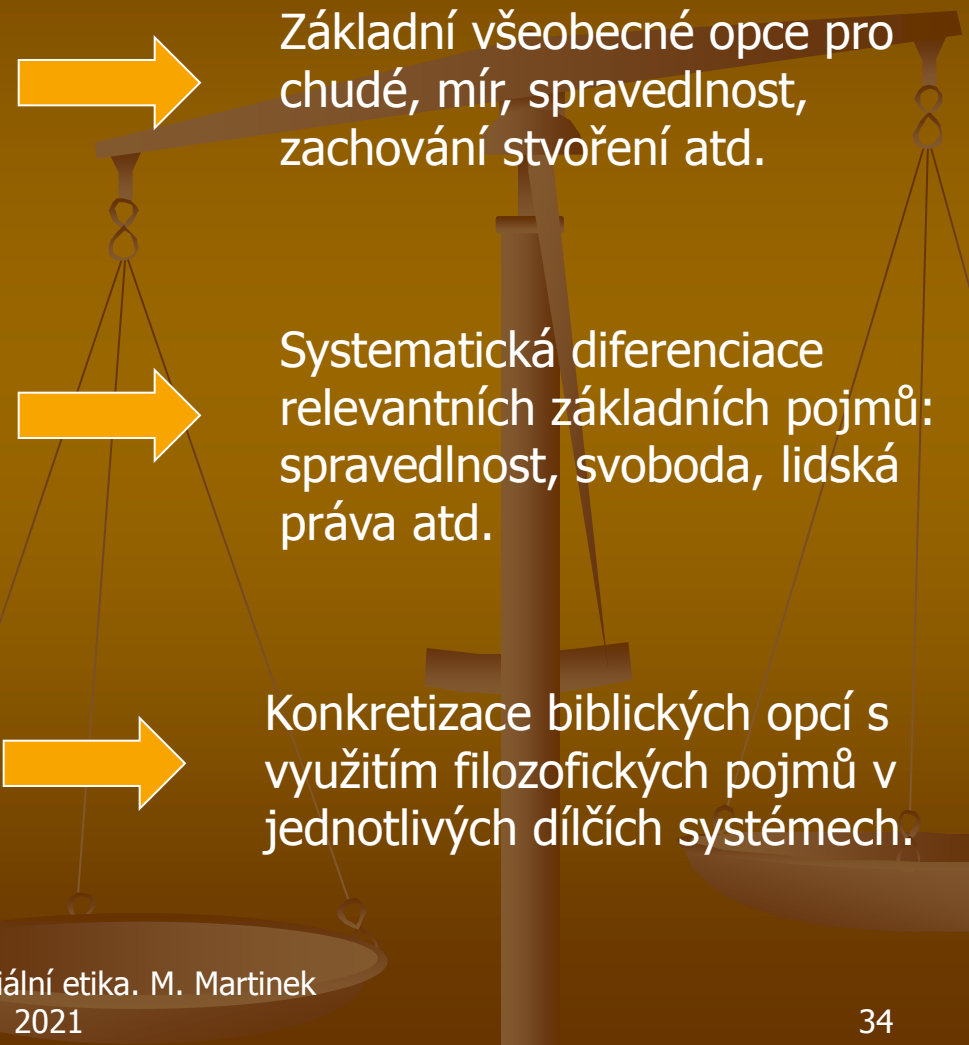 Základní všeobecné opce pro
chudé, mír, spravedlnost,
zachování stvoření atd.
Systematická diferenciace
relevantních základních pojmů:
spravedlnost, svoboda, lidská
práva atd.
Konkretizace biblických opcí s
využitím filozofických pojmů v
jednotlivých dílčích systémech.
iální etika. M. Martinek
2021
34